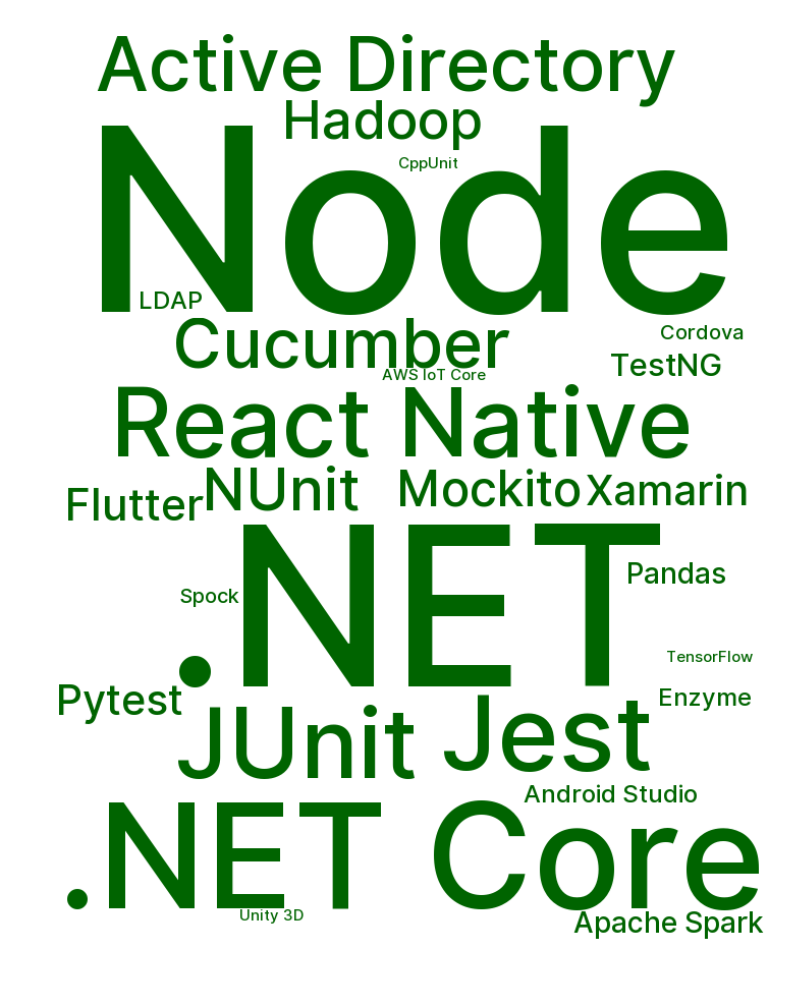 Active Directory
Hadoop
CppUnit
Node
LDAP
Cucumber
Cordova
TestNG
AWS IoT Core
React Native
Flutter
NUnit
Mockito
Xamarin
.NET
Pandas
Spock
TensorFlow
Pytest
Enzyme
JUnit
Jest
Android Studio
.NET Core
Unity 3D
Apache Spark